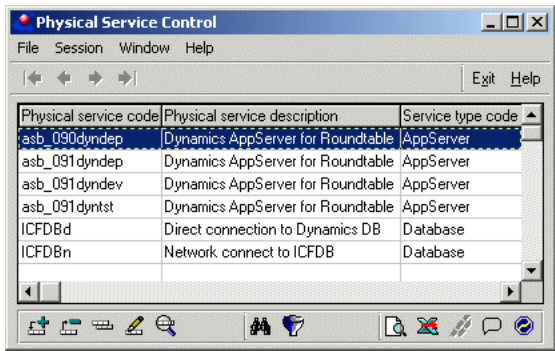 Physical Service Control
File Session Window Help
Exit Help
Physical service code Physical service description Service type code
asb_090dyndep Dynamics AppServer for Roundtable AppServer
asb_091dyndep Dynamics AppServer for Roundtable AppServer
asb_091dyndev Dynamics AppServer for Roundtable AppServer
asb_091dyntst Dynamics AppServer for Roundtable AppServer
ICFDBd Direct connection to Dynamics DB Database
ICFDBn Network connect to ICFDB Database